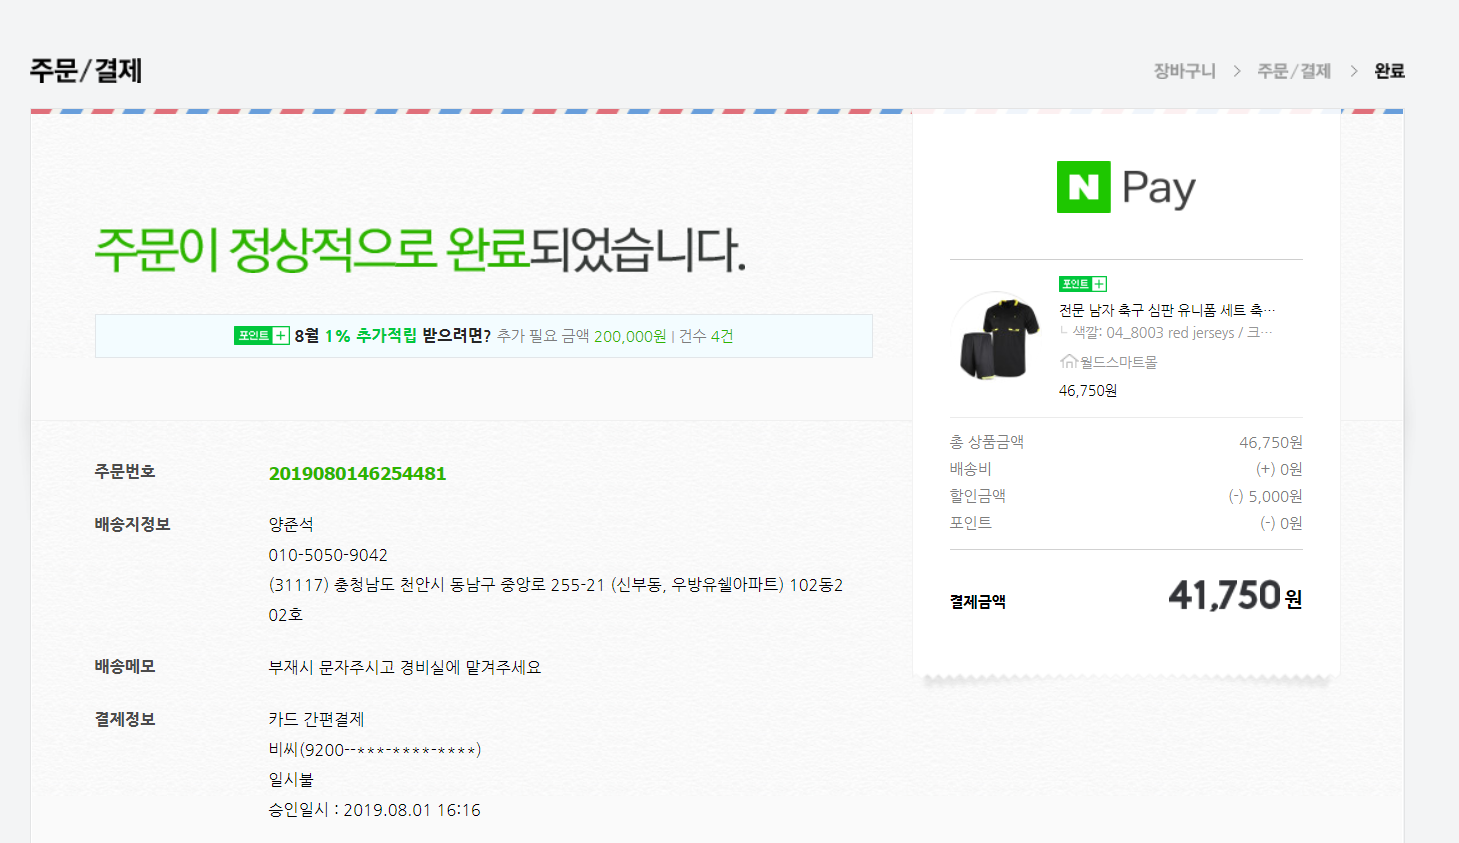 주문/결제
장바구니 > 주문/결제 > 완료
주문이 정상적으로 완료되었습니다.
포인트+ 8월 1% 추가적립 받으려면? 추가 필요 금액 200,000원 | 건수 4건
주문번호 2019080146254481
배송지정보 양준석
010-5050-9042
(31117) 충청남도 천안시 동남구 중앙로 255-21 (신부동, 우방유쉘아파트) 102동2
02호
배송메모 부재시 문자주시고 경비실에 맡겨주세요
결제정보 카드 간편결제
비씨(9200--***-****-****)
일시불
승인일시 : 2019.08.01 16:16
N Pay
포인트+
전문 남자 축구 심판 유니폼 세트 축…
└ 색깔: 04_8003 red jerseys / 크…
월드스마트몰
46,750원
총 상품금액 46,750원
배송비 (+) 0원
할인금액 (-) 5,000원
포인트 (-) 0원
결제금액 41,750원